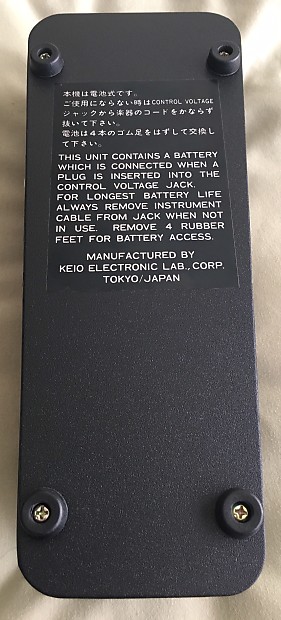 本機は電池式です。
ご使用にならない時はCONTROL VOLTAGE
ジャックから楽器のコードをかならず
抜いて下さい。
電池は4本のゴム足をはずして交換し
て下さい。
THIS UNIT CONTAINS A BATTERY
WHICH IS CONNECTED WHEN A
PLUG IS INSERTED INTO THE
CONTROL VOLTAGE JACK.
FOR LONGEST BATTERY LIFE
ALWAYS REMOVE INSTRUMENT
CABLE FROM JACK WHEN NOT
IN USE. REMOVE 4 RUBBER
FEET FOR BATTERY ACCESS.
MANUFACTURED BY
KEIO ELECTRONIC LAB., CORP.
TOKYO/JAPAN